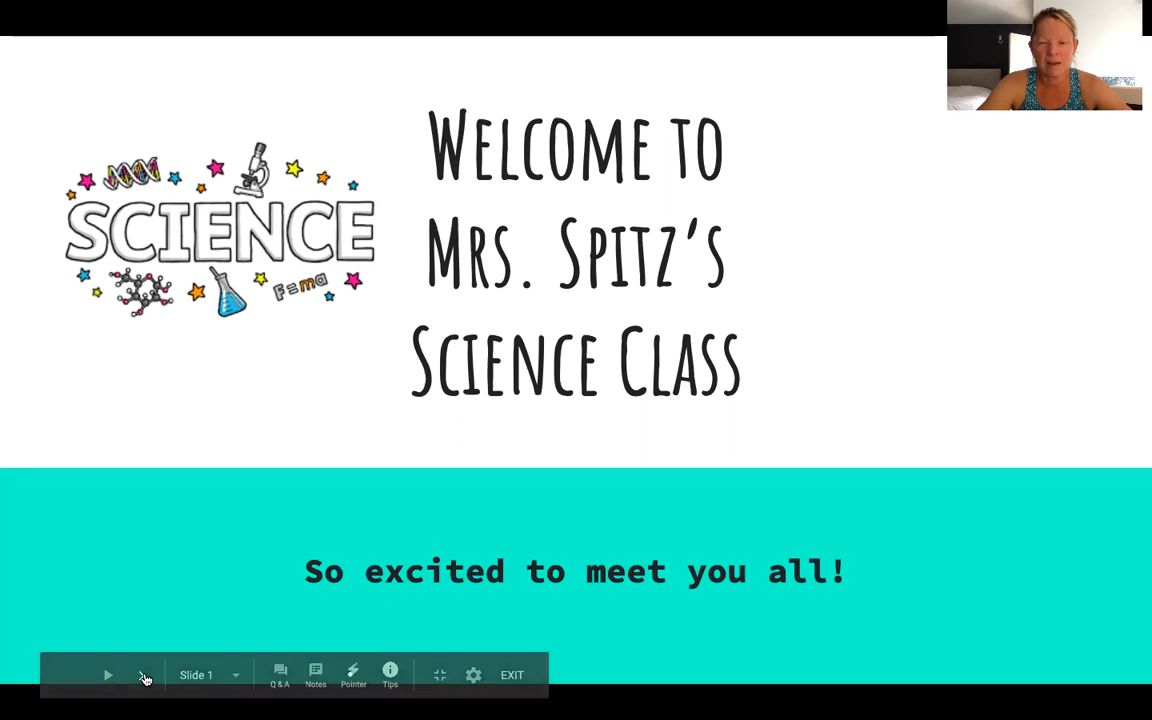 WELCOME TO
MRS. SPITZ'S
SCIENCE CLASS
SCIENCE
F=ma
So excited to meet you all!
Slide 1
Q&A
Notes
Pointer
Tips
EXIT